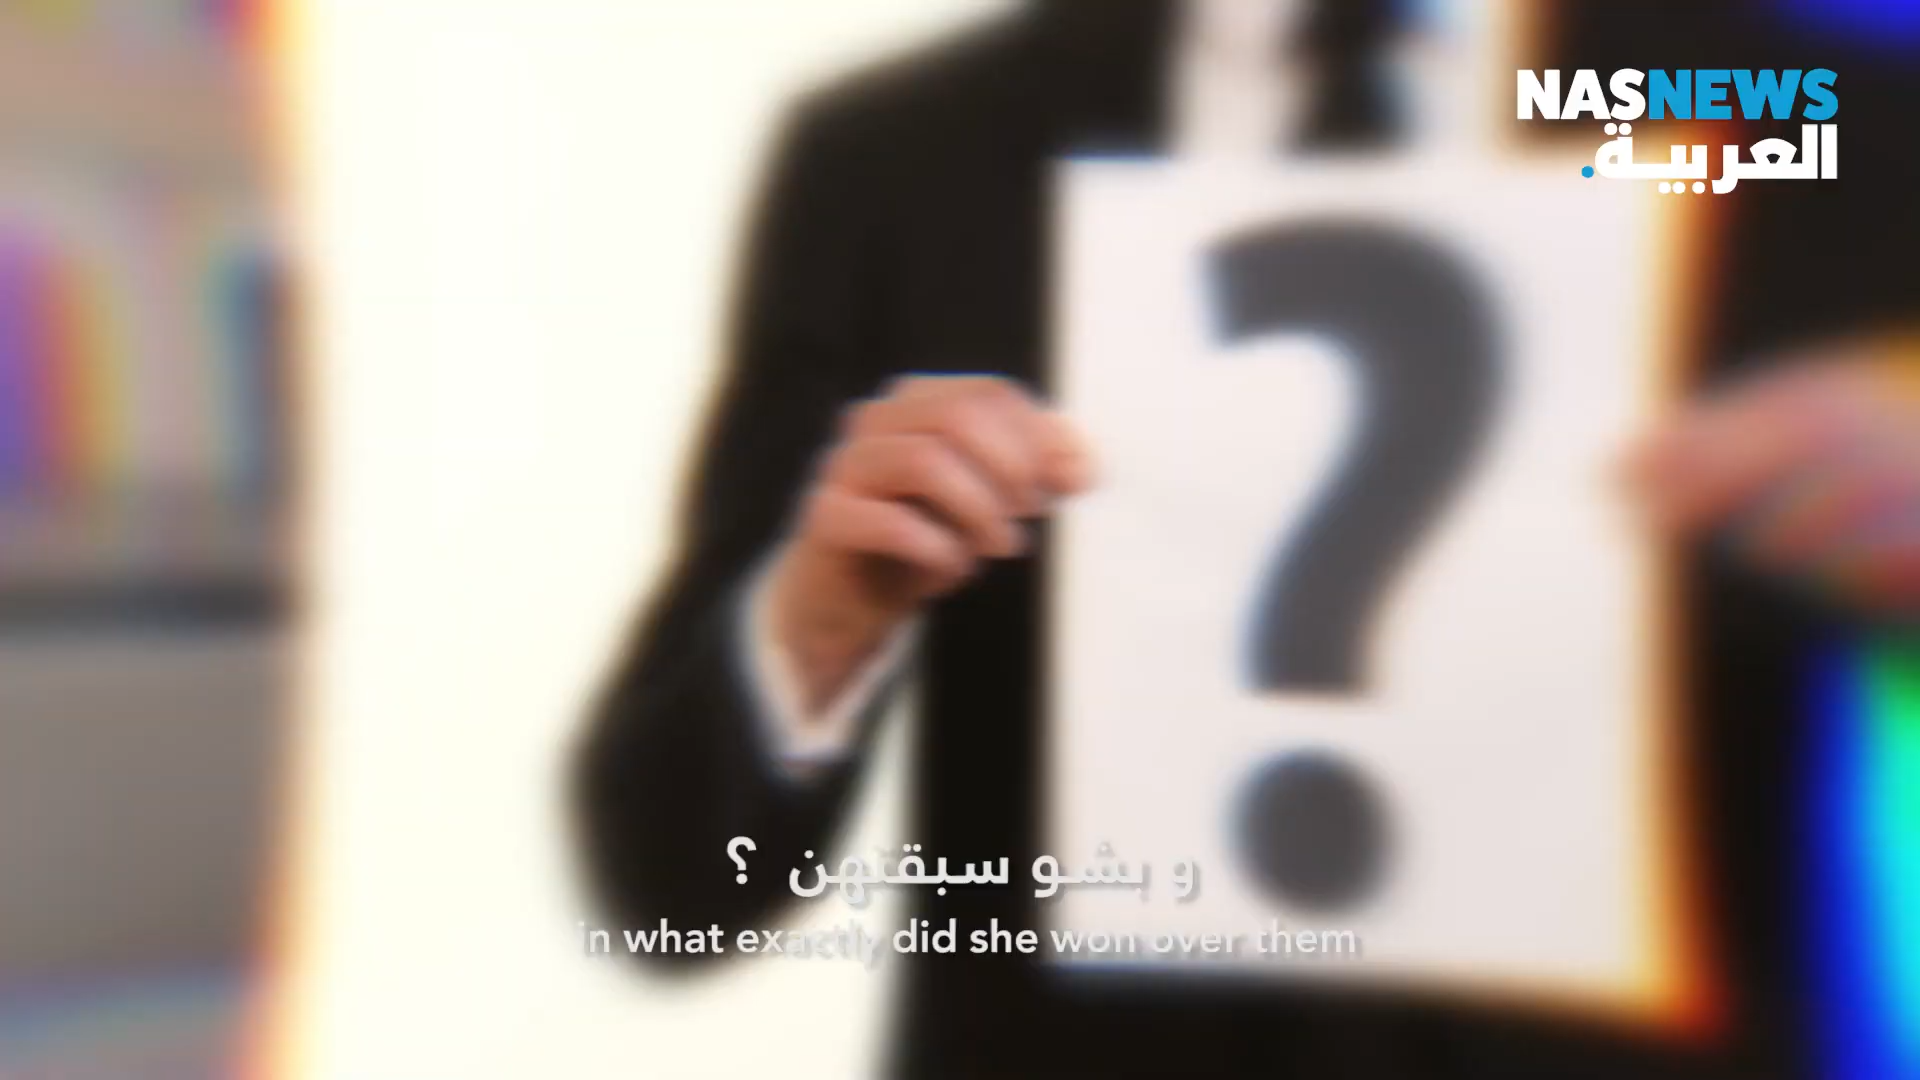 NASNEWS
العربية.
?
و بشو سبقتهن ؟
in what exactly did she won over them